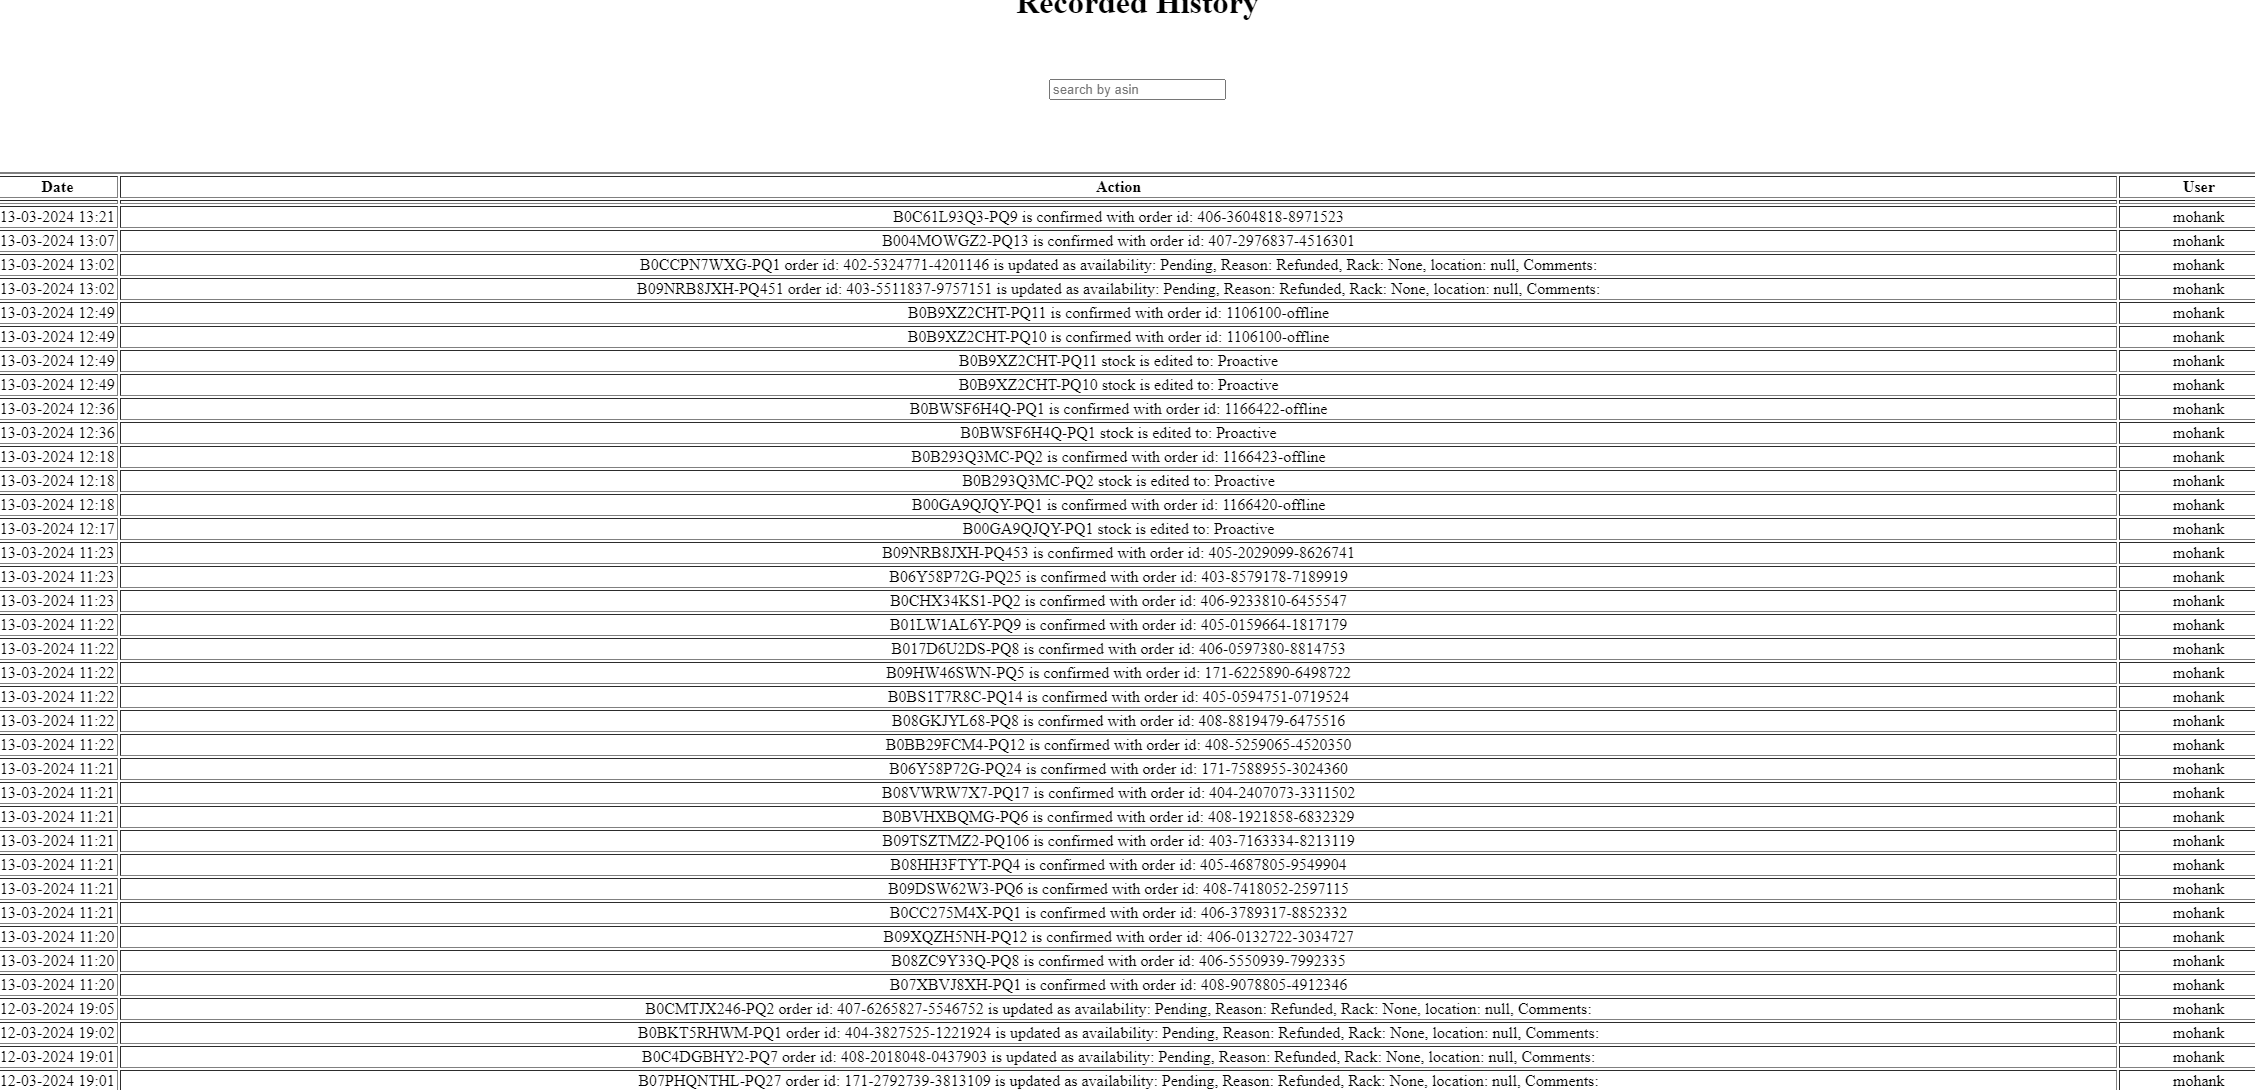 Recorded History
search by asin
Date Action User
13-03-2024 13:21 B0C61L93Q3-PQ9 is confirmed with order id: 406-3604818-8971523 mohank
13-03-2024 13:07 B004MOWGZ2-PQ13 is confirmed with order id: 407-2976837-4516301 mohank
13-03-2024 13:02 B0CCPN7WXG-PQ1 order id: 402-5324771-4201146 is updated as availability: Pending, Reason: Refunded, Rack: None, location: null, Comments: mohank
13-03-2024 13:02 B09NRB8JXH-PQ451 order id: 403-5511837-9757151 is updated as availability: Pending, Reason: Refunded, Rack: None, location: null, Comments: mohank
13-03-2024 12:49 B0B9XZ2CHT-PQ11 is confirmed with order id: 1106100-offline mohank
13-03-2024 12:49 B0B9XZ2CHT-PQ10 is confirmed with order id: 1106100-offline mohank
13-03-2024 12:49 B0B9XZ2CHT-PQ11 stock is edited to: Proactive mohank
13-03-2024 12:49 B0B9XZ2CHT-PQ10 stock is edited to: Proactive mohank
13-03-2024 12:36 B0BWSF6H4Q-PQ1 is confirmed with order id: 1166422-offline mohank
13-03-2024 12:36 B0BWSF6H4Q-PQ1 stock is edited to: Proactive mohank
13-03-2024 12:18 B0B293Q3MC-PQ2 is confirmed with order id: 1166423-offline mohank
13-03-2024 12:18 B0B293Q3MC-PQ2 stock is edited to: Proactive mohank
13-03-2024 12:18 B00GA9QJQY-PQ1 is confirmed with order id: 1166420-offline mohank
13-03-2024 12:17 B00GA9QJQY-PQ1 stock is edited to: Proactive mohank
13-03-2024 11:23 B09NRB8JXH-PQ453 is confirmed with order id: 405-2029099-8626741 mohank
13-03-2024 11:23 B06Y58P72G-PQ25 is confirmed with order id: 403-8579178-7189919 mohank
13-03-2024 11:23 B0CHX34KS1-PQ2 is confirmed with order id: 406-9233810-6455547 mohank
13-03-2024 11:22 B01LW1AL6Y-PQ9 is confirmed with order id: 405-0159664-1817179 mohank
13-03-2024 11:22 B017D6U2DS-PQ8 is confirmed with order id: 406-0597380-8814753 mohank
13-03-2024 11:22 B09HW46SWN-PQ5 is confirmed with order id: 171-6225890-6498722 mohank
13-03-2024 11:22 B0BS1T7R8C-PQ14 is confirmed with order id: 405-0594751-0719524 mohank
13-03-2024 11:22 B08GKJYL68-PQ8 is confirmed with order id: 408-8819479-6475516 mohank
13-03-2024 11:22 B0BB29FCM4-PQ12 is confirmed with order id: 408-5259065-4520350 mohank
13-03-2024 11:21 B06Y58P72G-PQ24 is confirmed with order id: 171-7588955-3024360 mohank
13-03-2024 11:21 B08VWRW7X7-PQ17 is confirmed with order id: 404-2407073-3311502 mohank
13-03-2024 11:21 B0BVHXBQMG-PQ6 is confirmed with order id: 408-1921858-6832329 mohank
13-03-2024 11:21 B09TSZTMZ2-PQ106 is confirmed with order id: 403-7163334-8213119 mohank
13-03-2024 11:21 B08HH3FTYT-PQ4 is confirmed with order id: 405-4687805-9549904 mohank
13-03-2024 11:21 B09DSW62W3-PQ6 is confirmed with order id: 408-7418052-2597115 mohank
13-03-2024 11:21 B0CC275M4X-PQ1 is confirmed with order id: 406-3789317-8852332 mohank
13-03-2024 11:20 B09XQZH5NH-PQ12 is confirmed with order id: 406-0132722-3034727 mohank
13-03-2024 11:20 B08ZC9Y33Q-PQ8 is confirmed with order id: 406-5550939-7992335 mohank
13-03-2024 11:20 B07XBVJ8XH-PQ1 is confirmed with order id: 408-9078805-4912346 mohank
12-03-2024 19:05 B0CMTJX246-PQ2 order id: 407-6265827-5546752 is updated as availability: Pending, Reason: Refunded, Rack: None, location: null, Comments: mohank
12-03-2024 19:02 B0BKT5RHWM-PQ1 order id: 404-3827525-1221924 is updated as availability: Pending, Reason: Refunded, Rack: None, location: null, Comments: mohank
12-03-2024 19:01 B0C4DGBHY2-PQ7 order id: 408-2018048-0437903 is updated as availability: Pending, Reason: Refunded, Rack: None, location: null, Comments: mohank
12-03-2024 19:01 B07PHQNTHL-PQ27 order id: 171-2792739-3813109 is updated as availability: Pending, Reason: Refunded, Rack: None, location: null, Comments: mohank